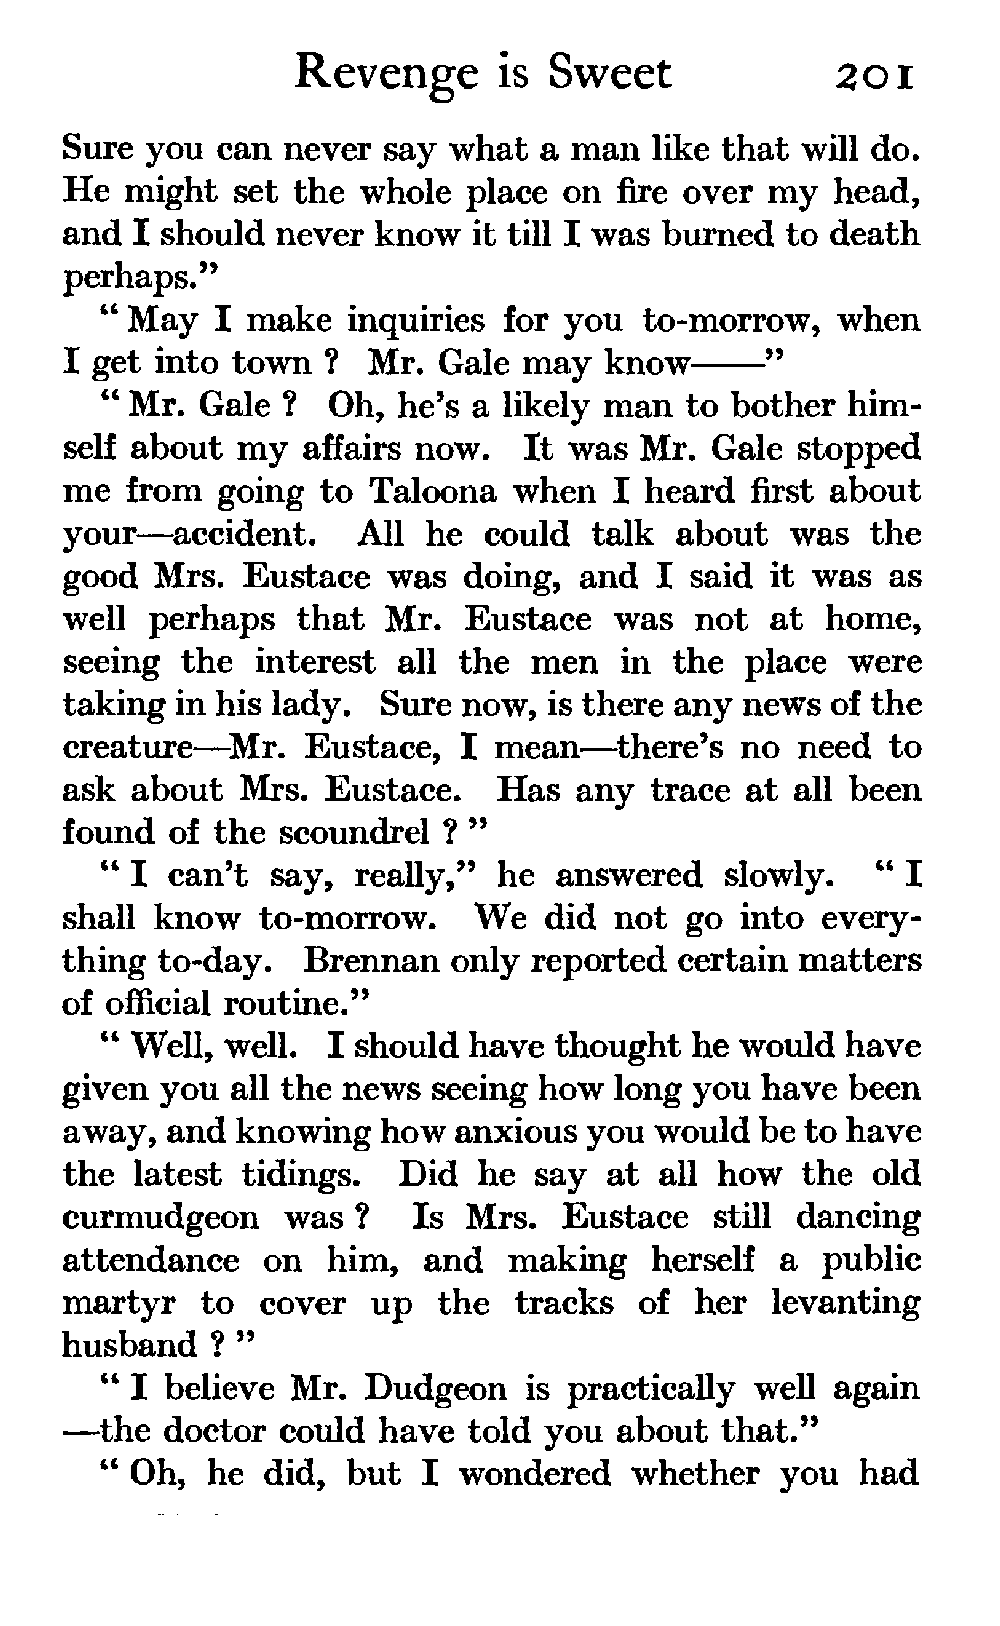 Revenge is Sweet 201
Sure you can never say what a man like that will do.
He might set the whole place on fire over my head,
and I should never know it till I was burned to death
perhaps.”
“ May I make inquiries for you to-morrow, when
I get into town ? Mr. Gale may know——”
“ Mr. Gale ? Oh, he’s a likely man to bother him-
self about my affairs now. It was Mr. Gale stopped
me from going to Taloona when I heard first about
your—accident. All he could talk about was the
good Mrs. Eustace was doing, and I said it was as
well perhaps that Mr. Eustace was not at home,
seeing the interest all the men in the place were
taking in his lady. Sure now, is there any news of the
creature—Mr. Eustace, I mean—there’s no need to
ask about Mrs. Eustace. Has any trace at all been
found of the scoundrel ? ”
“ I can’t say, really,” he answered slowly. “ I
shall know to-morrow. We did not go into every-
thing to-day. Brennan only reported certain matters
of official routine.”
“ Well, well. I should have thought he would have
given you all the news seeing how long you have been
away, and knowing how anxious you would be to have
the latest tidings. Did he say at all how the old
curmudgeon was ? Is Mrs. Eustace still dancing
attendance on him, and making herself a public
martyr to cover up the tracks of her levanting
husband ? ”
“ I believe Mr. Dudgeon is practically well again
—the doctor could have told you about that.”
“ Oh, he did, but I wondered whether you had